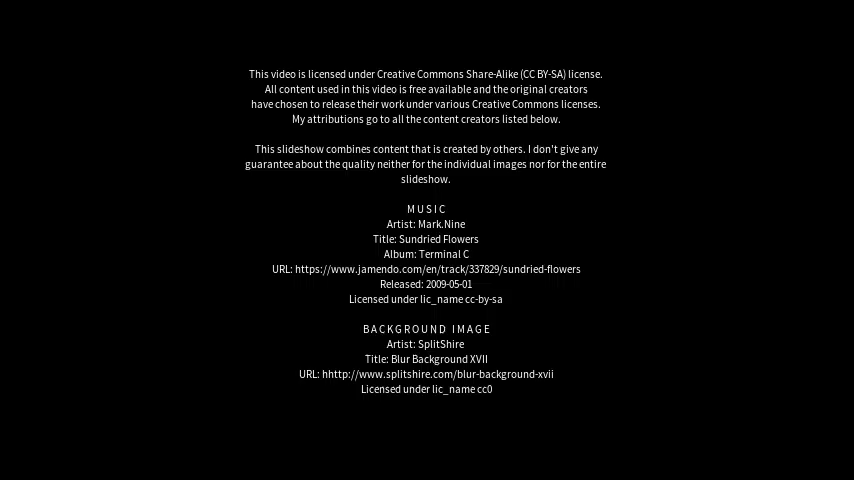 This video is licensed under Creative Commons Share-Alike (CC BY-SA) license.
All content used in this video is free available and the original creators
have chosen to release their work under various Creative Commons licenses.
My attributions go to all the content creators listed below.
This slideshow combines content that is created by others. I don't give any
guarantee about the quality neither for the individual images nor for the entire
slideshow.
MUSIC
Artist: Mark.Nine
Title: Sundried Flowers
Album: Terminal C
URL: https://www.jamendo.com/en/track/337829/sundried-flowers
Released: 2009-05-01
Licensed under lic_name cc-by-sa
BACKGROUND IMAGE
Artist: SplitShire
Title: Blur Background XVII
URL: hhttp://www.splitshire.com/blur-background-xvii
Licensed under lic_name cc0